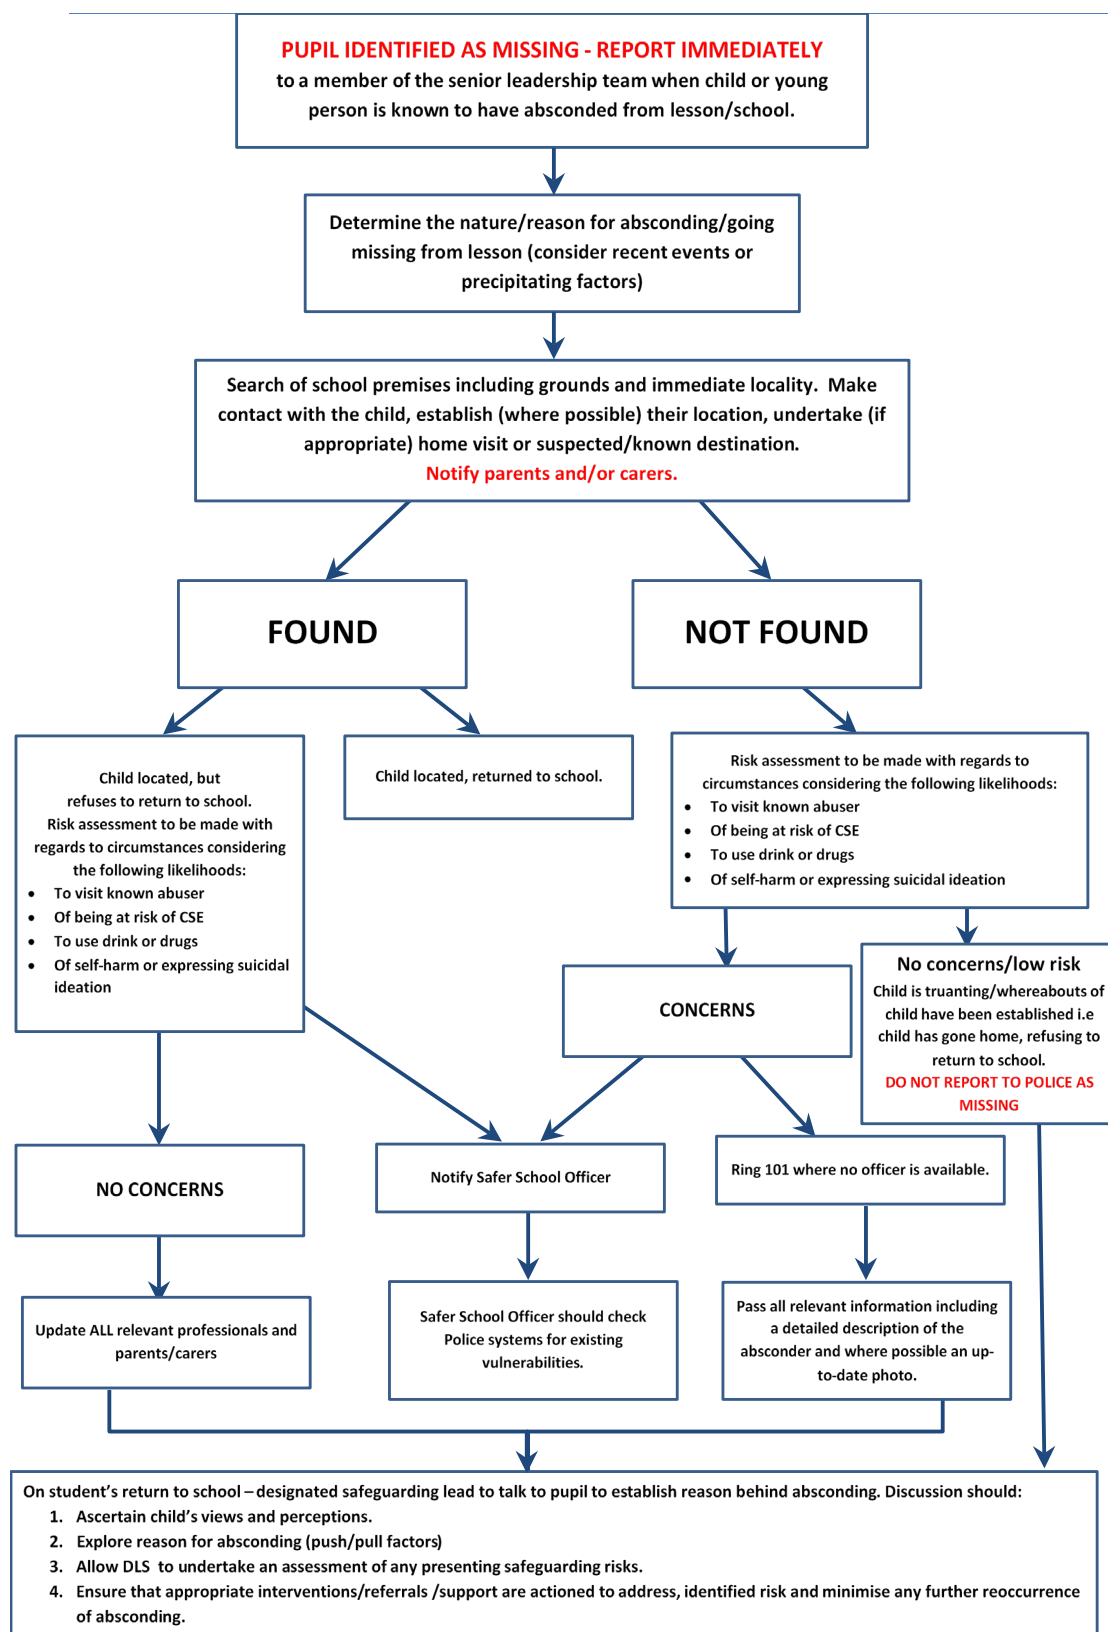 PUPIL IDENTIFIED AS MISSING - REPORT IMMEDIATELY
to a member of the senior leadership team when child or young
person is known to have absconded from lesson/school.
Determine the nature/reason for absconding/going
missing from lesson (consider recent events or
precipitating factors)
Search of school premises including grounds and immediate locality.  Make
contact with the child, establish (where possible) their location, undertake (if
appropriate) home visit or suspected/known destination.
Notify parents and/or carers.
FOUND
NOT FOUND
Child located, but
refuses to return to school.
Risk assessment to be made with
regards to circumstances considering
the following likelihoods:
• To visit known abuser
• Of being at risk of CSE
• To use drink or drugs
• Of self-harm or expressing suicidal
ideation
Child located, returned to school.
Risk assessment to be made with regards to
circumstances considering the following likelihoods:
• To visit known abuser
• Of being at risk of CSE
• To use drink or drugs
• Of self-harm or expressing suicidal ideation
CONCERNS
No concerns/low risk
Child is truanting/whereabouts of
child have been established i.e
child has gone home, refusing to
return to school.
DO NOT REPORT TO POLICE AS
MISSING
NO CONCERNS
Notify Safer School Officer
Ring 101 where no officer is available.
Update ALL relevant professionals and
parents/carers
Safer School Officer should check
Police systems for existing
vulnerabilities.
Pass all relevant information including
a detailed description of the
absconder and where possible an up-
to-date photo.
On student's return to school – designated safeguarding lead to talk to pupil to establish reason behind absconding. Discussion should:
1. Ascertain child's views and perceptions.
2. Explore reason for absconding (push/pull factors)
3. Allow DLS  to undertake an assessment of any presenting safeguarding risks.
4. Ensure that appropriate interventions/referrals /support are actioned to address, identified risk and minimise any further reoccurrence
of absconding.